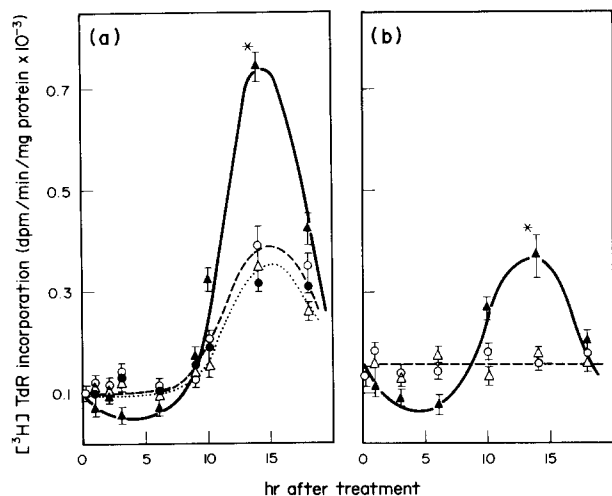 (a)
(b)
[³H] TdR incorporation (dpm/min/mg protein x 10⁻³)
0.7
0.5
0.3
0.1
*
*
0 5 10 15
0 5 10 15
hr after treatment